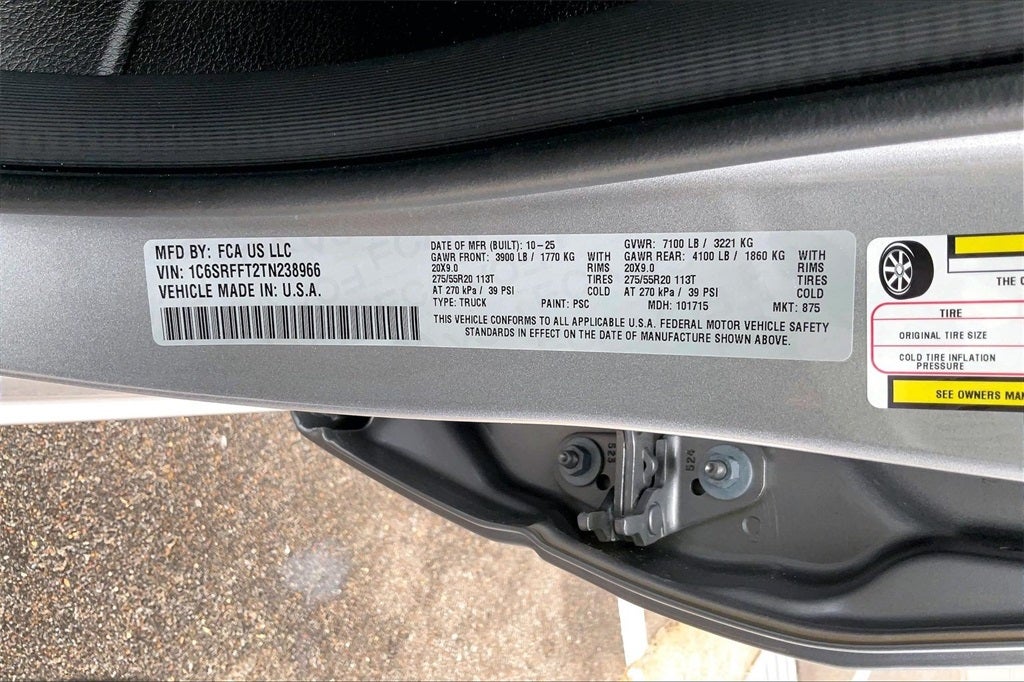 MFD BY: FCA US LLC
VIN: 1C6SRFFT2TN238966
VEHICLE MADE IN: U.S.A.
DATE OF MFR (BUILT): 10-25 GVWR: 7100 LB / 3221 KG
GAWR FRONT: 3900 LB / 1770 KG WITH GAWR REAR: 4100 LB / 1860 KG WITH
20X9.0 RIMS 20X9.0 RIMS
275/55R20 113T TIRES 275/55R20 113T TIRES
AT 270 kPa / 39 PSI COLD AT 270 kPa / 39 PSI COLD
TYPE: TRUCK PAINT: PSC MDH: 101715 MKT: 875
THIS VEHICLE CONFORMS TO ALL APPLICABLE U.S.A. FEDERAL MOTOR VEHICLE SAFETY
STANDARDS IN EFFECT ON THE DATE OF MANUFACTURE SHOWN ABOVE.
THE
TIRE
ORIGINAL TIRE SIZE
COLD TIRE INFLATION
PRESSURE
SEE OWNERS MAN
523
524